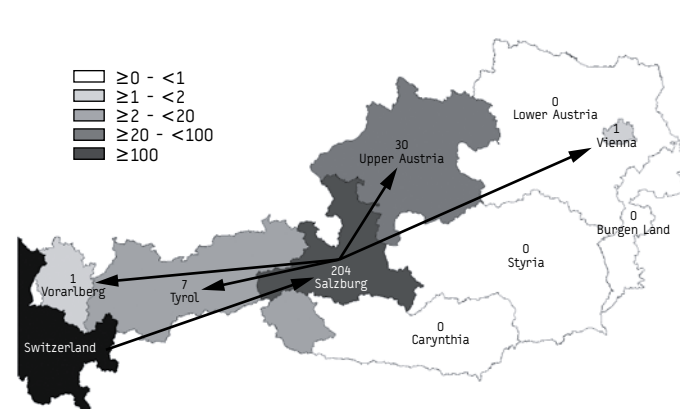 ≥0 - <1
≥1 - <2
≥2 - <20
≥20 - <100
≥100
0
Lower Austria
1
Vienna
30
Upper Austria
0
Burgen Land
0
Styria
204
Salzburg
1
Vorarlberg
7
Tyrol
0
Carynthia
Switzerland